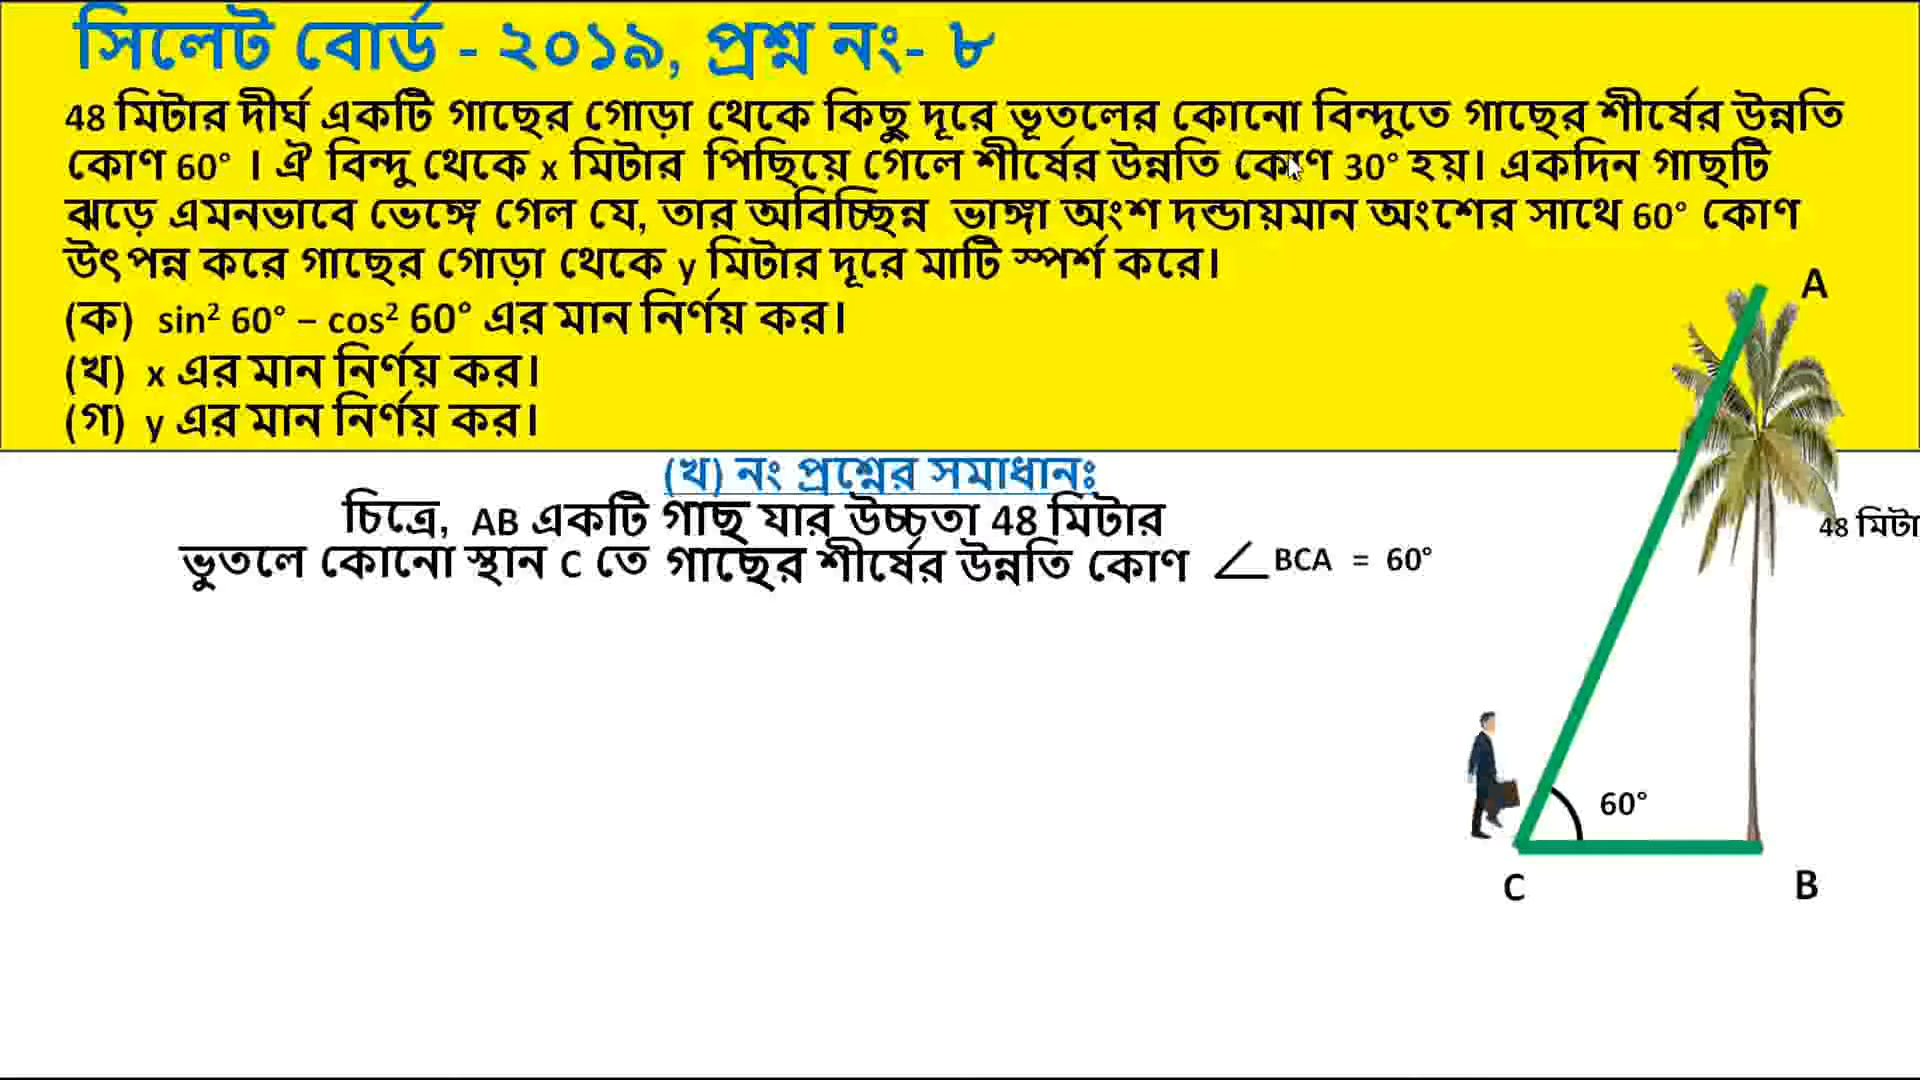 সিলেট বোর্ড - ২০১৯, প্রশ্ন নং- ৮
48 মিটার দীর্ঘ একটি গাছের গোড়া থেকে কিছু দূরে ভূতলের কোনো বিন্দুতে গাছের শীর্ষের উন্নতি
কোণ 60° । ঐ বিন্দু থেকে x মিটার পিছিয়ে গেলে শীর্ষের উন্নতি কোণ 30° হয়। একদিন গাছটি
ঝড়ে এমনভাবে ভেঙ্গে গেল যে, তার অবিচ্ছিন্ন ভাঙ্গা অংশ দন্ডায়মান অংশের সাথে 60° কোণ
উৎপন্ন করে গাছের গোড়া থেকে y মিটার দূরে মাটি স্পর্শ করে।
(ক) sin² 60° – cos² 60° এর মান নির্ণয় কর।
(খ) x এর মান নির্ণয় কর।
(গ) y এর মান নির্ণয় কর।
(খ) নং প্রশ্নের সমাধানঃ
চিত্রে, AB একটি গাছ যার উচ্চতা 48 মিটার
ভুতলে কোনো স্থান C তে গাছের শীর্ষের উন্নতি কোণ ∠BCA = 60°
A
48 মিটা
60°
C
B